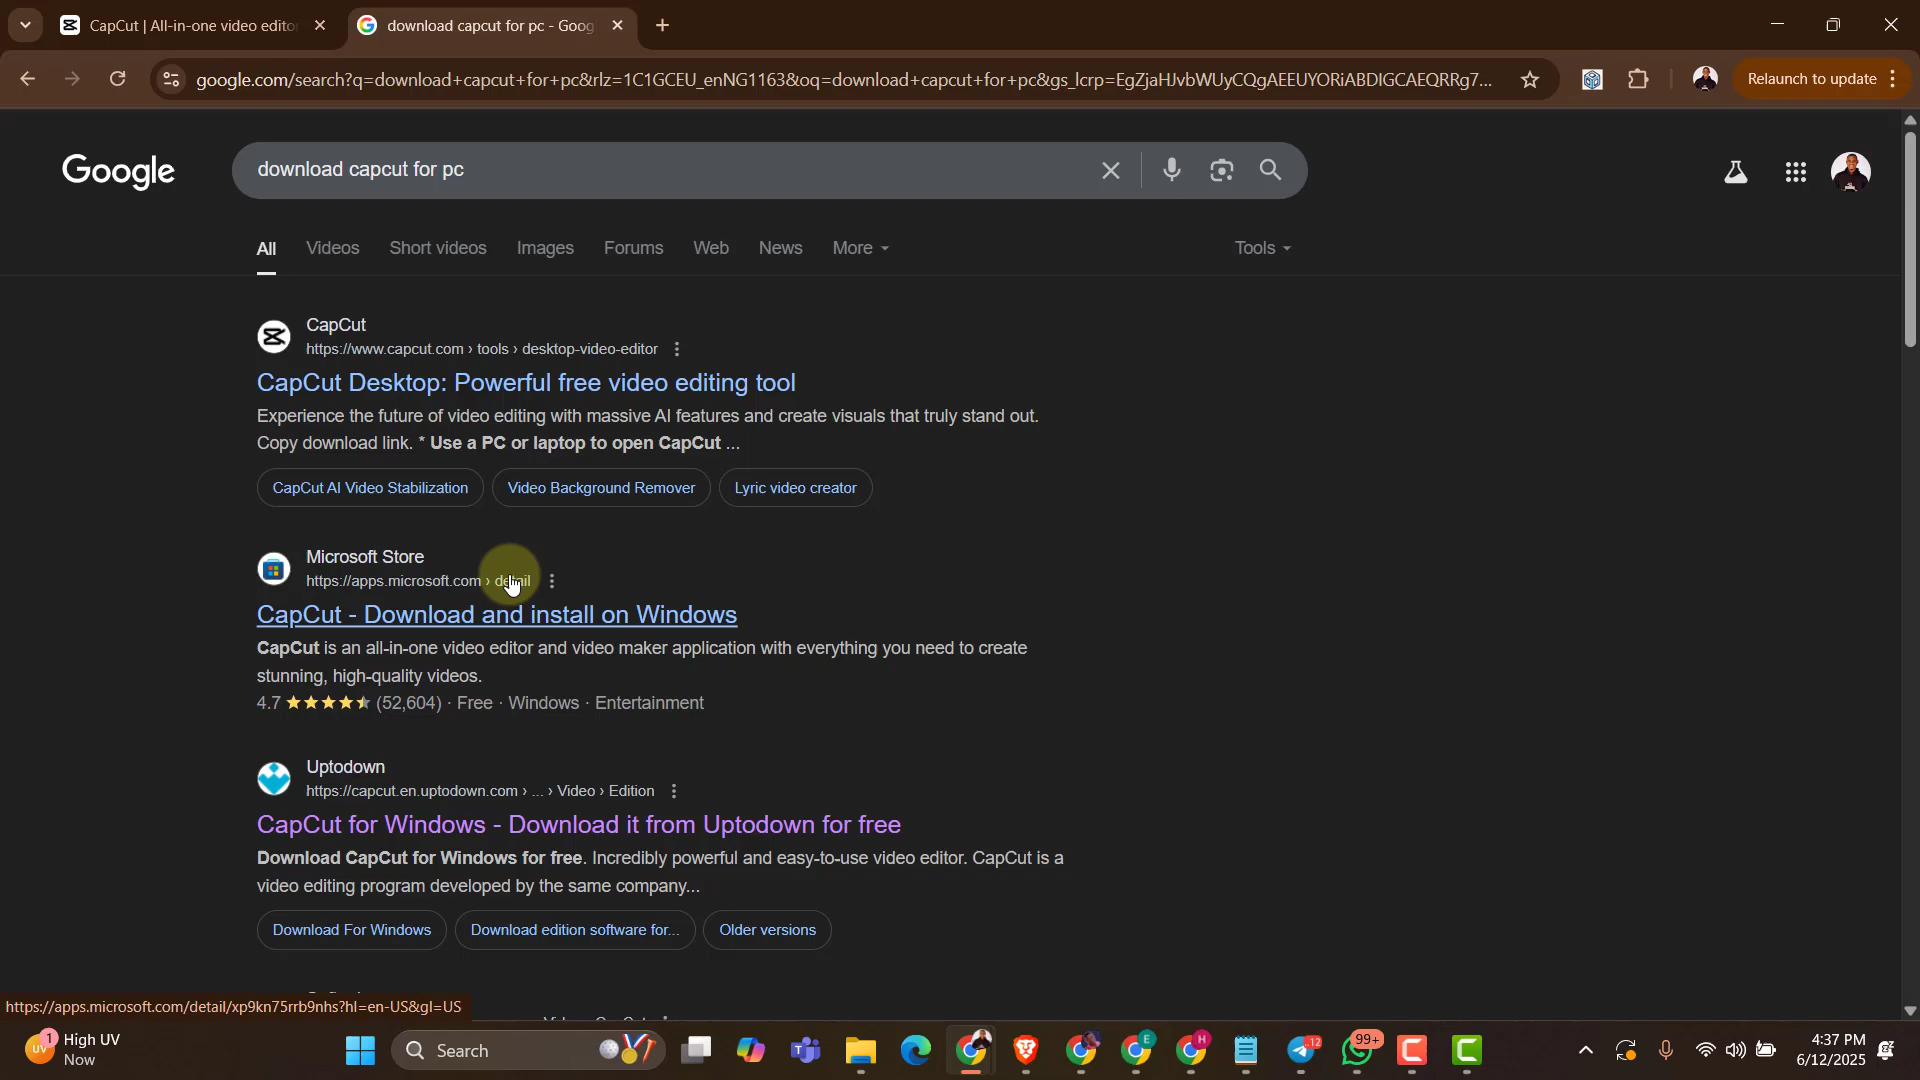 CapCut | All-in-one video editor
download capcut for pc - Goog
google.com/search?q=download+capcut+for+pc&rlz=1C1GCEU_enNG1163&oq=download+capcut+for+pc&gs_lcrp=EgZjaHJvbWUyCQgAEEUYORiABDIGCAEQRRg7...
Relaunch to update
Google
download capcut for pc
All
Videos
Short videos
Images
Forums
Web
News
More
Tools
CapCut
https://www.capcut.com › tools › desktop-video-editor
CapCut Desktop: Powerful free video editing tool
Experience the future of video editing with massive AI features and create visuals that truly stand out.
Copy download link. * Use a PC or laptop to open CapCut ...
CapCut AI Video Stabilization
Video Background Remover
Lyric video creator
Microsoft Store
https://apps.microsoft.com › detail
CapCut - Download and install on Windows
CapCut is an all-in-one video editor and video maker application with everything you need to create
stunning, high-quality videos.
4.7 (52,604) · Free · Windows · Entertainment
Uptodown
https://capcut.en.uptodown.com › ... › Video › Edition
CapCut for Windows - Download it from Uptodown for free
Download CapCut for Windows for free. Incredibly powerful and easy-to-use video editor. CapCut is a
video editing program developed by the same company...
Download For Windows
Download edition software for...
Older versions
https://apps.microsoft.com/detail/xp9kn75rrb9nhs?hl=en-US&gl=US
1
UV
High UV
Now
Search
E
H
12
99+
4:37 PM
6/12/2025